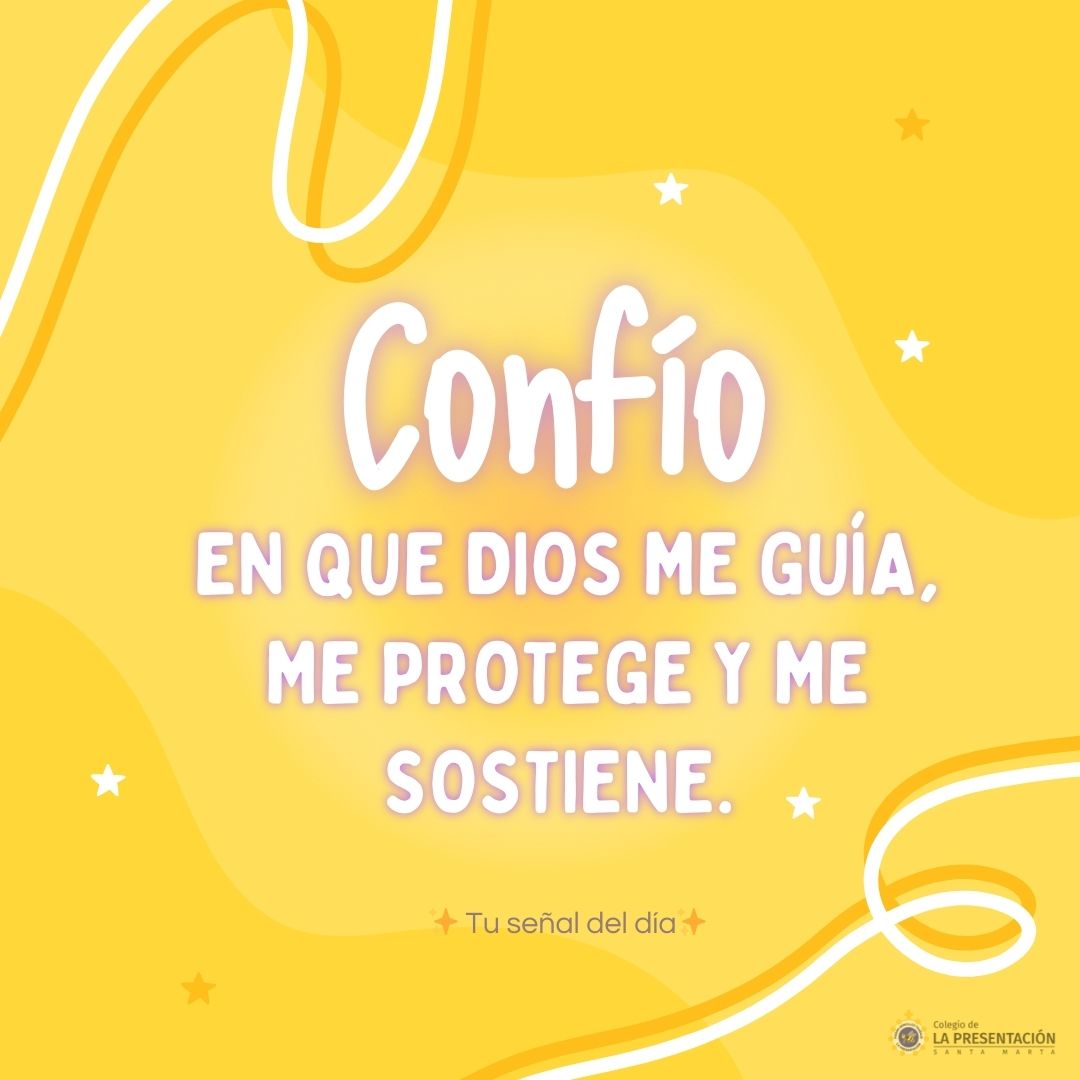 Confío
EN QUE DIOS ME GUÍA,
ME PROTEGE Y ME
SOSTIENE.
✨ Tu señal del día ✨
Colegio de
LA PRESENTACIÓN
SANTA MARTA